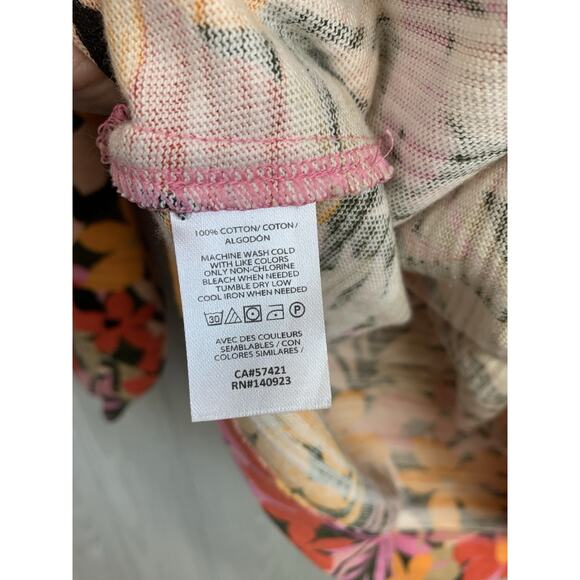 100% COTTON/ COTON/
ALGODÓN
MACHINE WASH COLD
WITH LIKE COLORS
ONLY NON-CHLORINE
BLEACH WHEN NEEDED
TUMBLE DRY LOW
COOL IRON WHEN NEEDED
30 P
AVEC DES COULEURS
SEMBLABLES / CON
COLORES SIMILARES /
CA#57421
RN#140923